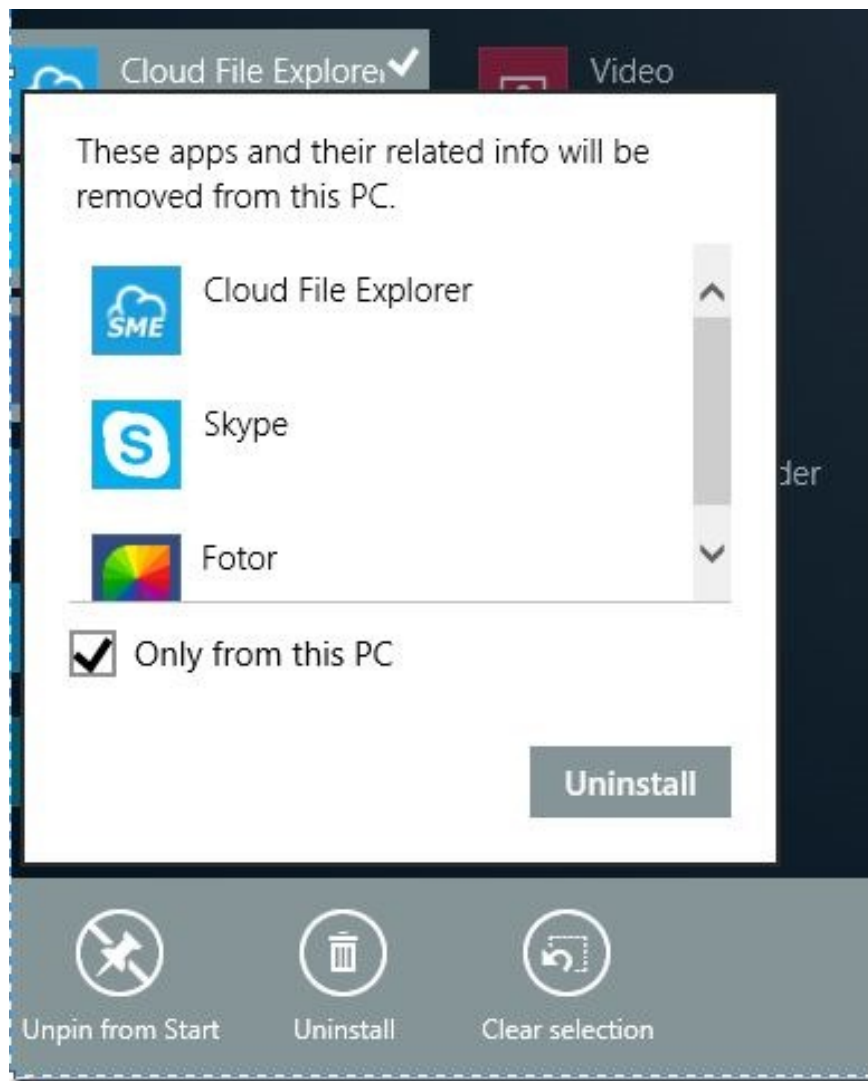 Cloud File Explorer
Video
These apps and their related info will be
removed from this PC.
Cloud File Explorer
SME
Skype
S
Fotor
der
Only from this PC
Uninstall
Unpin from Start
Uninstall
Clear selection